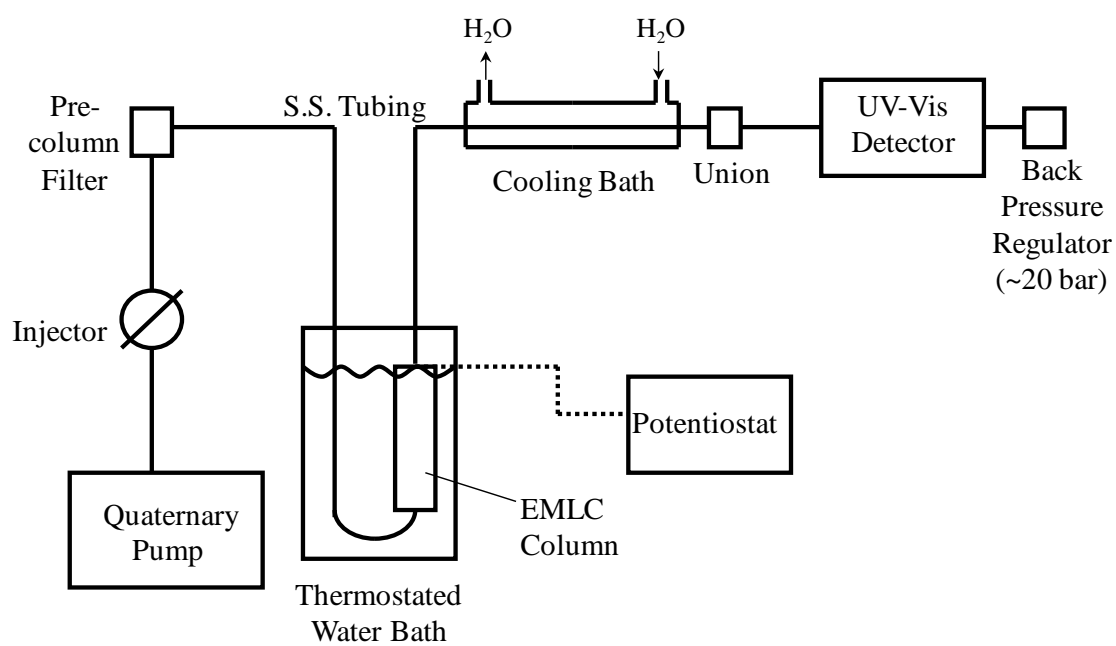 H₂O
H₂O
Pre-
column
Filter
S.S. Tubing
UV-Vis
Detector
Cooling Bath
Union
Back
Pressure
Regulator
(~20 bar)
Injector
Potentiostat
Quaternary
Pump
EMLC
Column
Thermostated
Water Bath